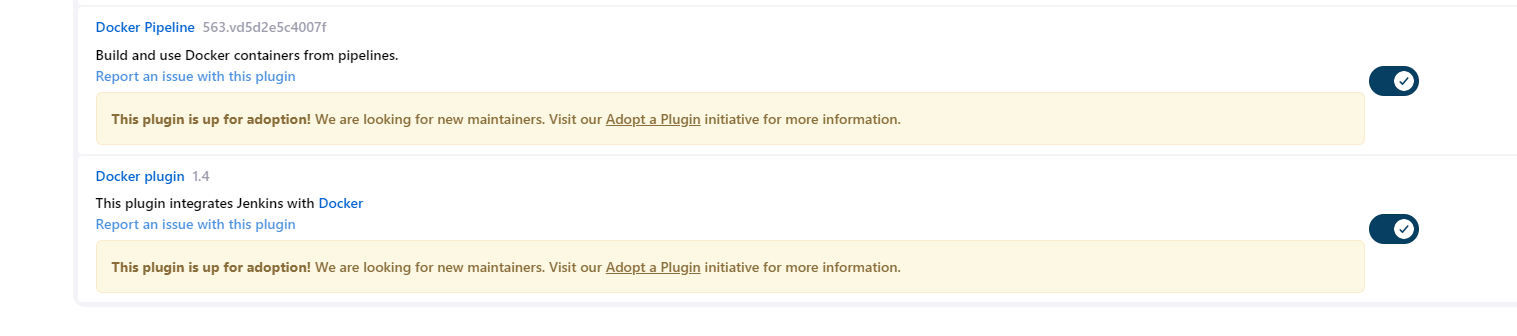 Docker Pipeline 563.vd5d2e5c4007f
Build and use Docker containers from pipelines.
Report an issue with this plugin
This plugin is up for adoption! We are looking for new maintainers. Visit our Adopt a Plugin initiative for more information.
Docker plugin 1.4
This plugin integrates Jenkins with Docker
Report an issue with this plugin
This plugin is up for adoption! We are looking for new maintainers. Visit our Adopt a Plugin initiative for more information.